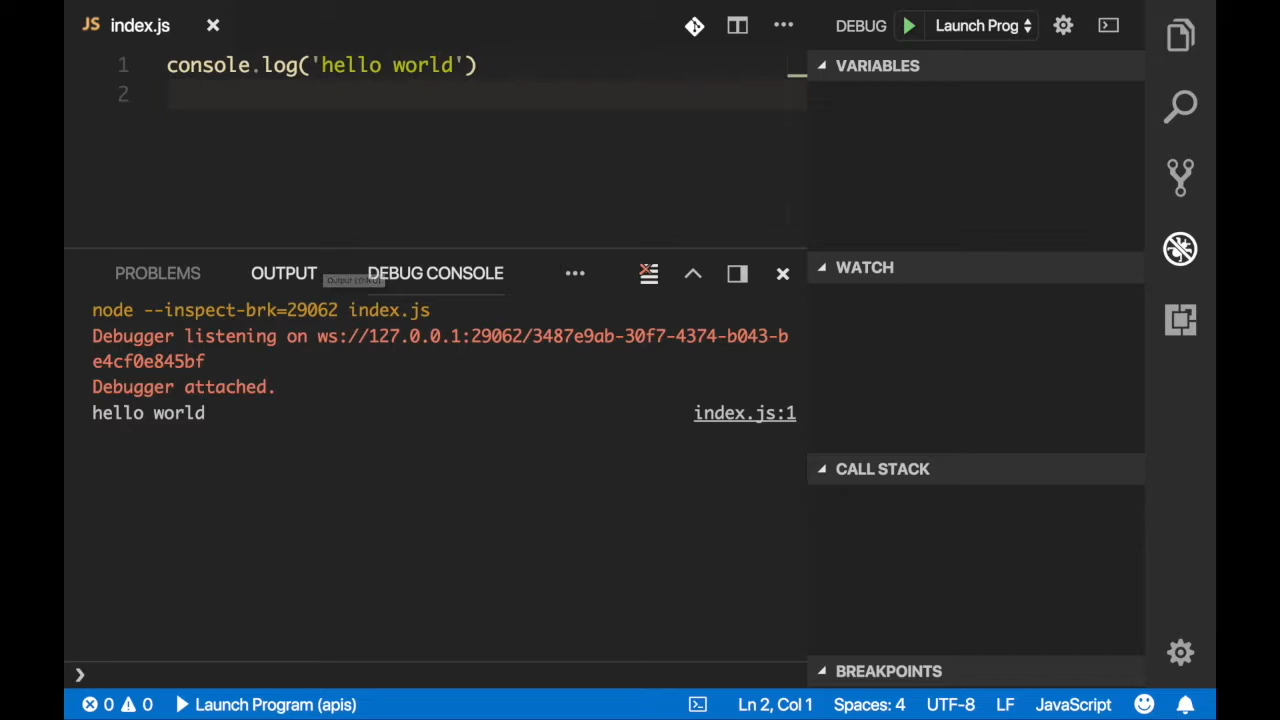 JS index.js
DEBUG Launch Prog
1 console.log('hello world')
2
VARIABLES
PROBLEMS OUTPUT DEBUG CONSOLE
WATCH
node --inspect-brk=29062 index.js
Debugger listening on ws://127.0.0.1:29062/3487e9ab-30f7-4374-b043-b
e4cf0e845bf
Debugger attached.
hello world index.js:1
CALL STACK
BREAKPOINTS
0 0 Launch Program (apis) Ln 2, Col 1 Spaces: 4 UTF-8 LF JavaScript